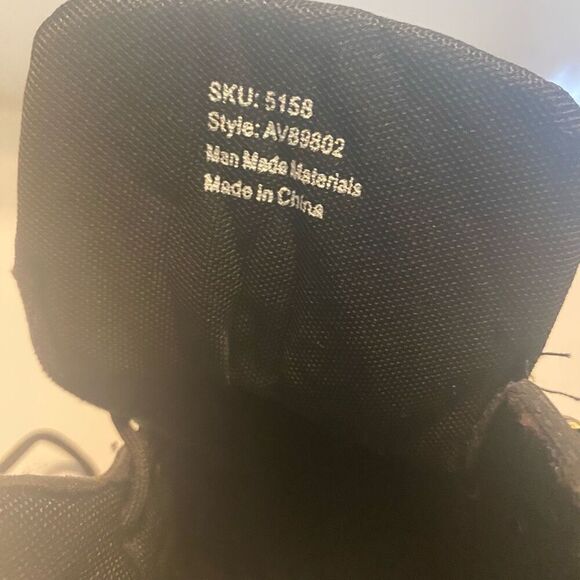 SKU: 5158
Style: AV89802
Man Made Materials
Made in China